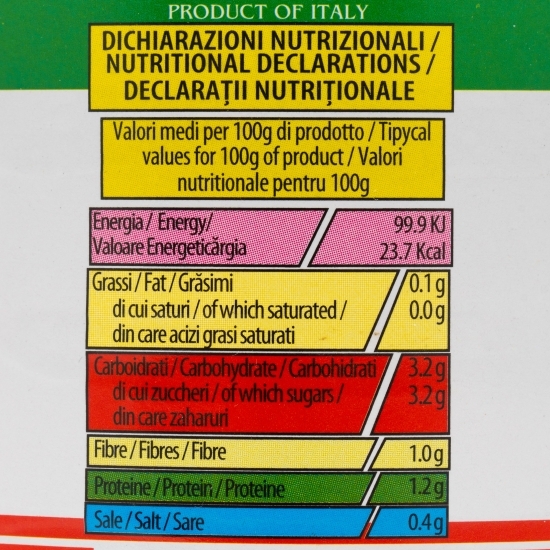 PRODUCT OF ITALY
DICHIARAZIONI NUTRIZIONALI /
NUTRITIONAL DECLARATIONS /
DECLARAȚII NUTRIȚIONALE
Valori medi per 100g di prodotto / Tipycal
values for 100g of product / Valori
nutritionale pentru 100g
Energia / Energy/ 99.9 KJ
Valoare Energeticărgia 23.7 Kcal
Grassi / Fat / Grăsimi 0.1 g
di cui saturi / of which saturated / 0.0 g
din care acizi grasi saturati
Carboidrati / Carbohydrate / Carbohidrati 3.2 g
di cui zuccheri / of which sugars / 3.2 g
din care zaharuri
Fibre / Fibres / Fibre 1.0 g
Proteine / Protein / Proteine 1.2 g
Sale / Salt / Sare 0.4 g